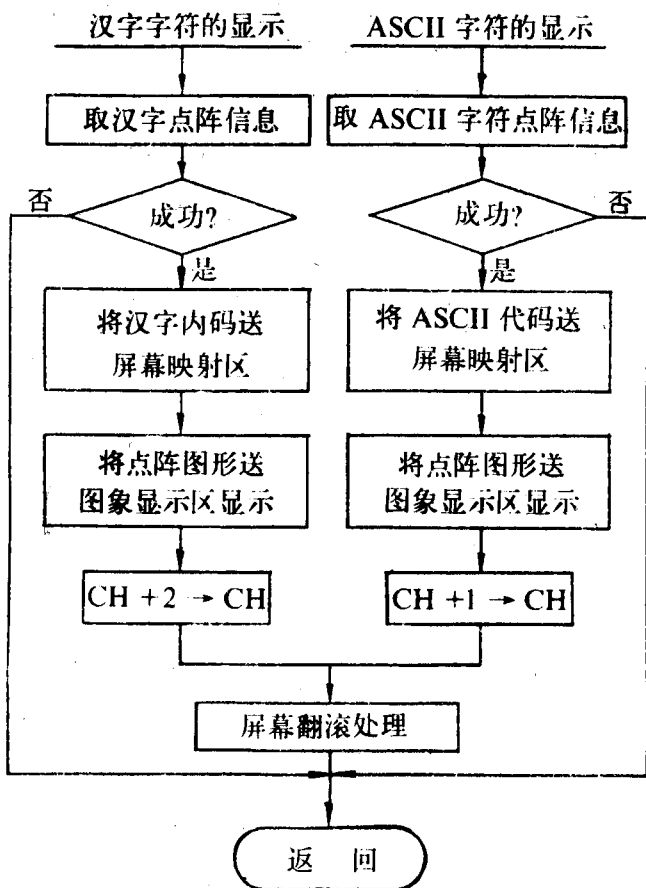 汉字字符的显示
取汉字点阵信息
否
成功?
是
将汉字内码送
屏幕映射区
将点阵图形送
图象显示区显示
CH +2 → CH
ASCII 字符的显示
取 ASCII 字符点阵信息
成功?
否
是
将 ASCII 代码送
屏幕映射区
将点阵图形送
图象显示区显示
CH +1 → CH
屏幕翻滚处理
返 回